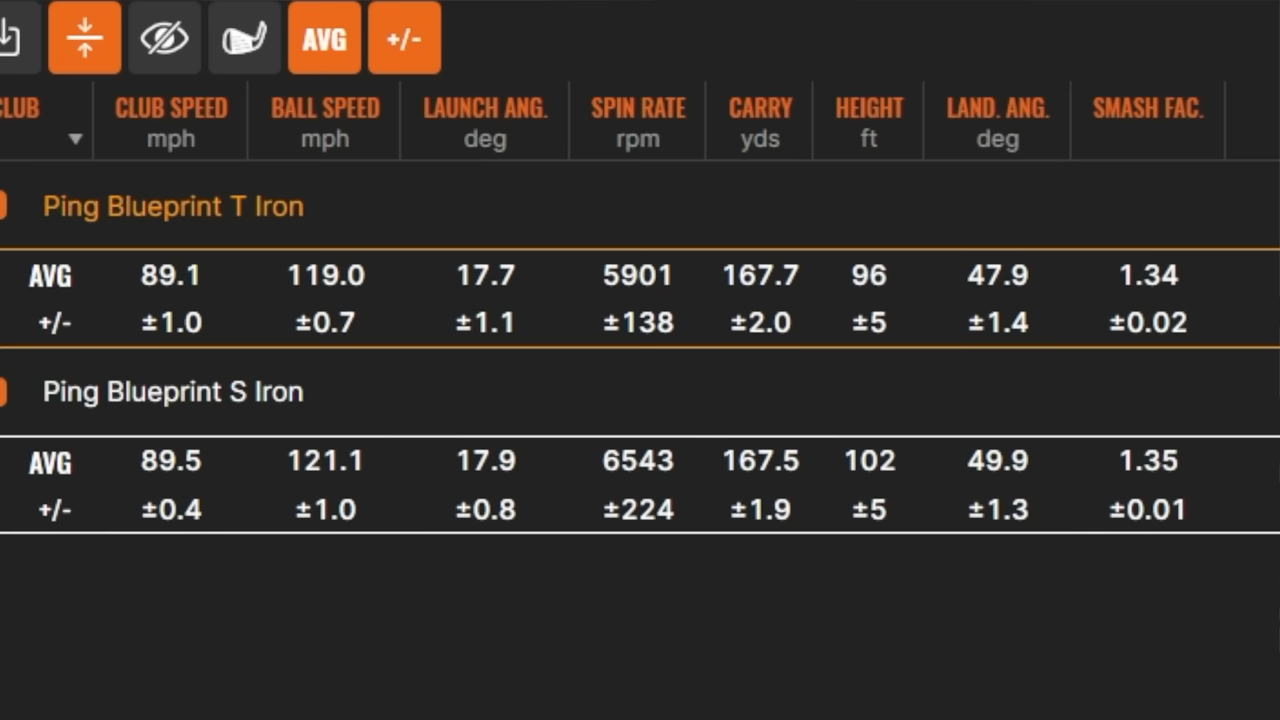 AVG +/-
CLUB CLUB SPEED BALL SPEED LAUNCH ANG. SPIN RATE CARRY HEIGHT LAND. ANG. SMASH FAC.
mph mph deg rpm yds ft deg
Ping Blueprint T Iron
AVG 89.1 119.0 17.7 5901 167.7 96 47.9 1.34
+/- ±1.0 ±0.7 ±1.1 ±138 ±2.0 ±5 ±1.4 ±0.02
Ping Blueprint S Iron
AVG 89.5 121.1 17.9 6543 167.5 102 49.9 1.35
+/- ±0.4 ±1.0 ±0.8 ±224 ±1.9 ±5 ±1.3 ±0.01